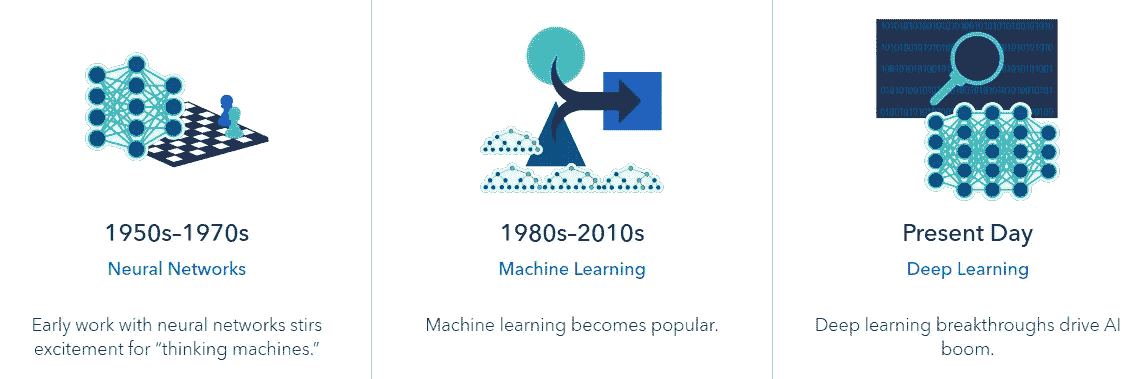 1950s–1970s
Neural Networks
Early work with neural networks stirs
excitement for “thinking machines.”
1980s–2010s
Machine Learning
Machine learning becomes popular.
Present Day
Deep Learning
Deep learning breakthroughs drive AI
boom.